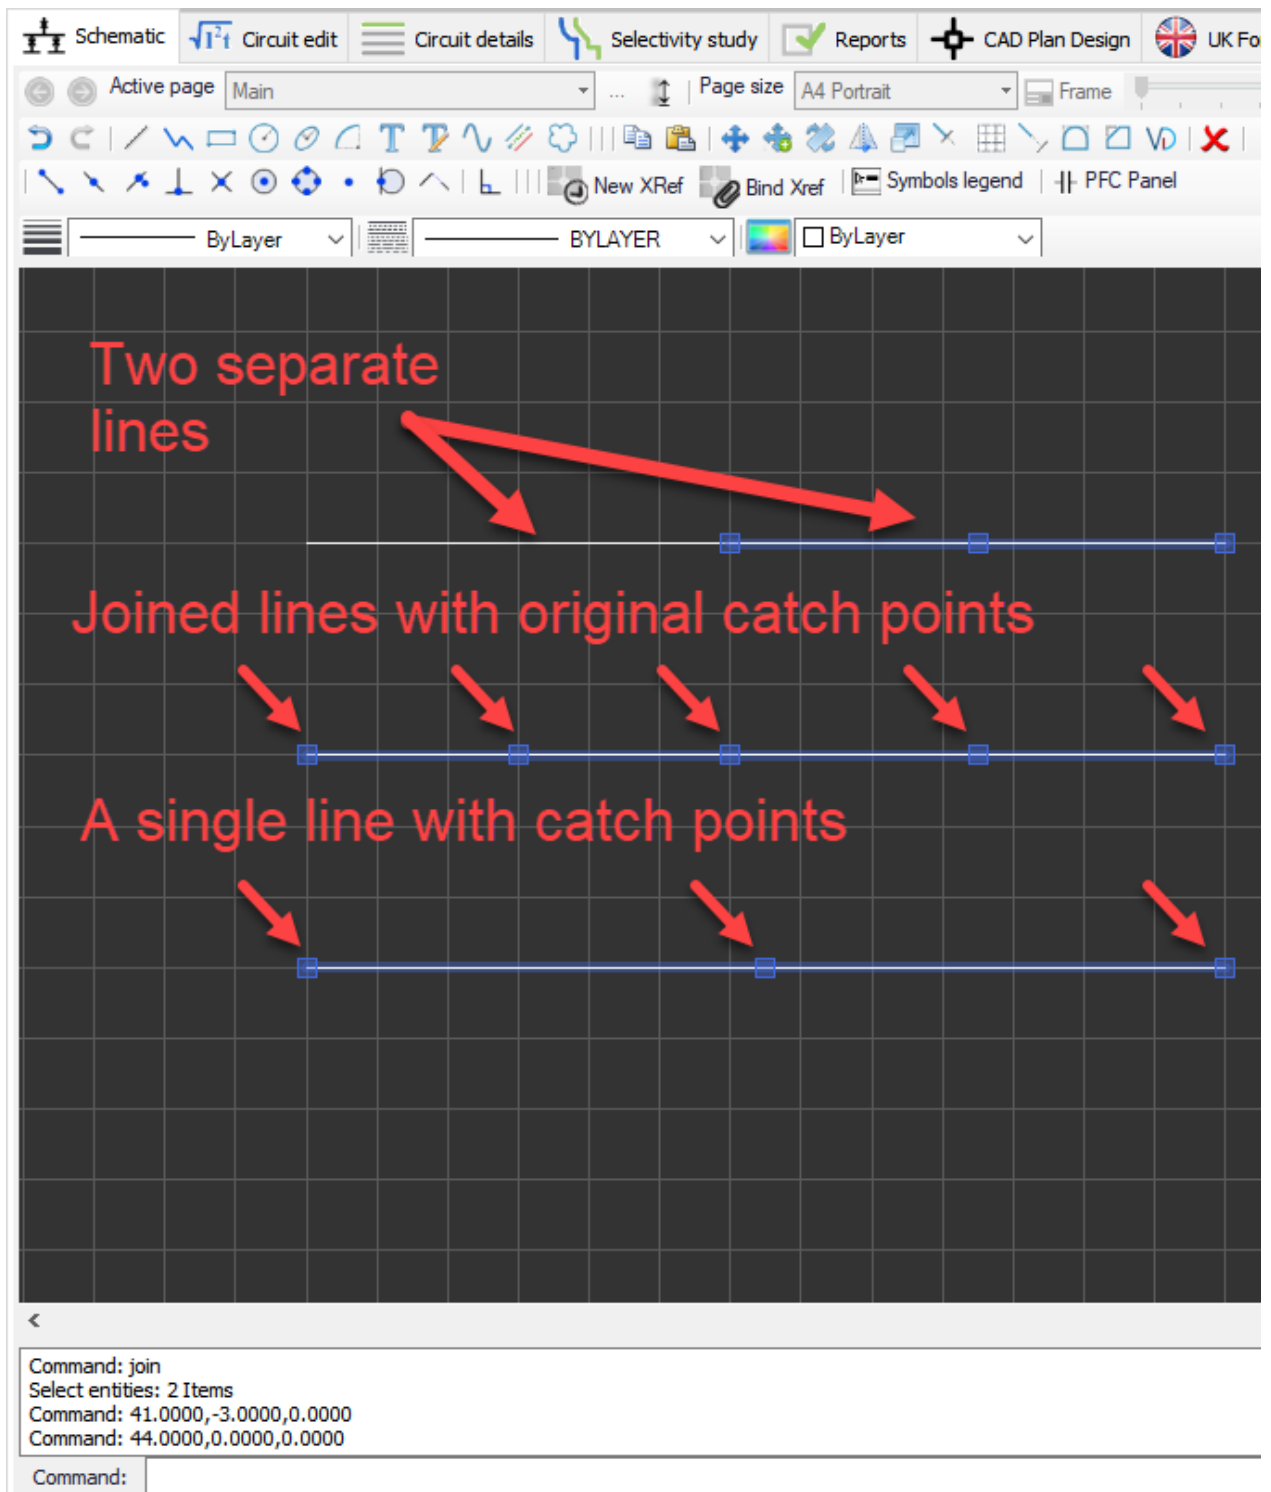 Schematic Circuit edit Circuit details Selectivity study Reports CAD Plan Design UK Fo
Active page Main ... Page size A4 Portrait Frame
New XRef Bind Xref Symbols legend PFC Panel
ByLayer BYLAYER ByLayer
Two separate
lines
Joined lines with original catch points
A single line with catch points
Command: join
Select entities: 2 Items
Command: 41.0000,-3.0000,0.0000
Command: 44.0000,0.0000,0.0000
Command: